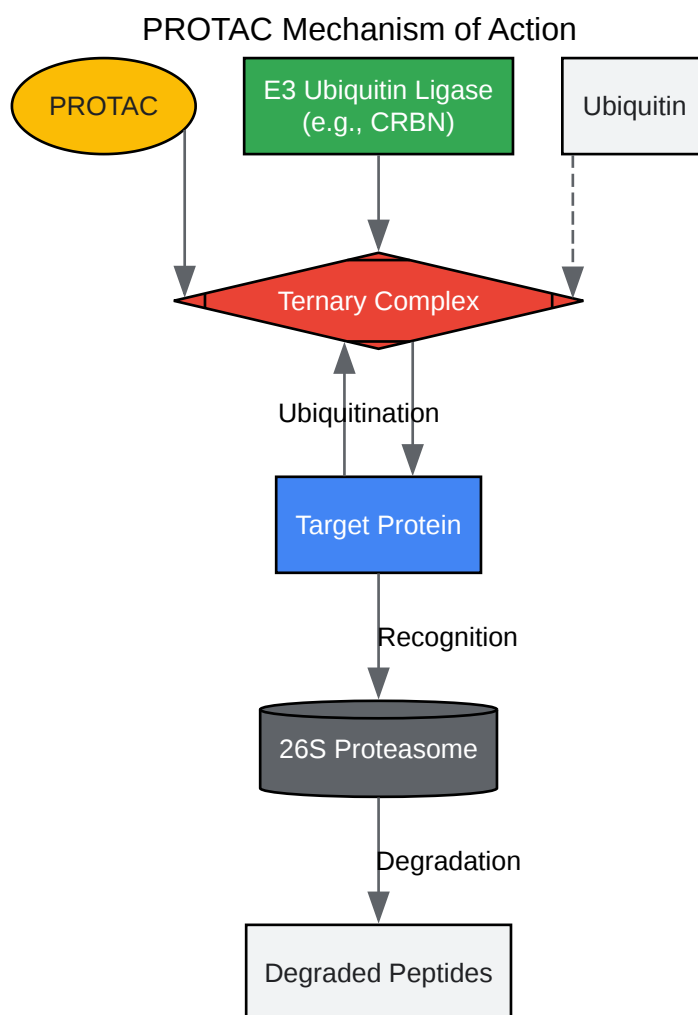 PROTAC Mechanism of Action
PROTAC
E3 Ubiquitin Ligase
(e.g., CRBN)
Ubiquitin
Ternary Complex
Ubiquitination
Target Protein
Recognition
26S Proteasome
Degradation
Degraded Peptides